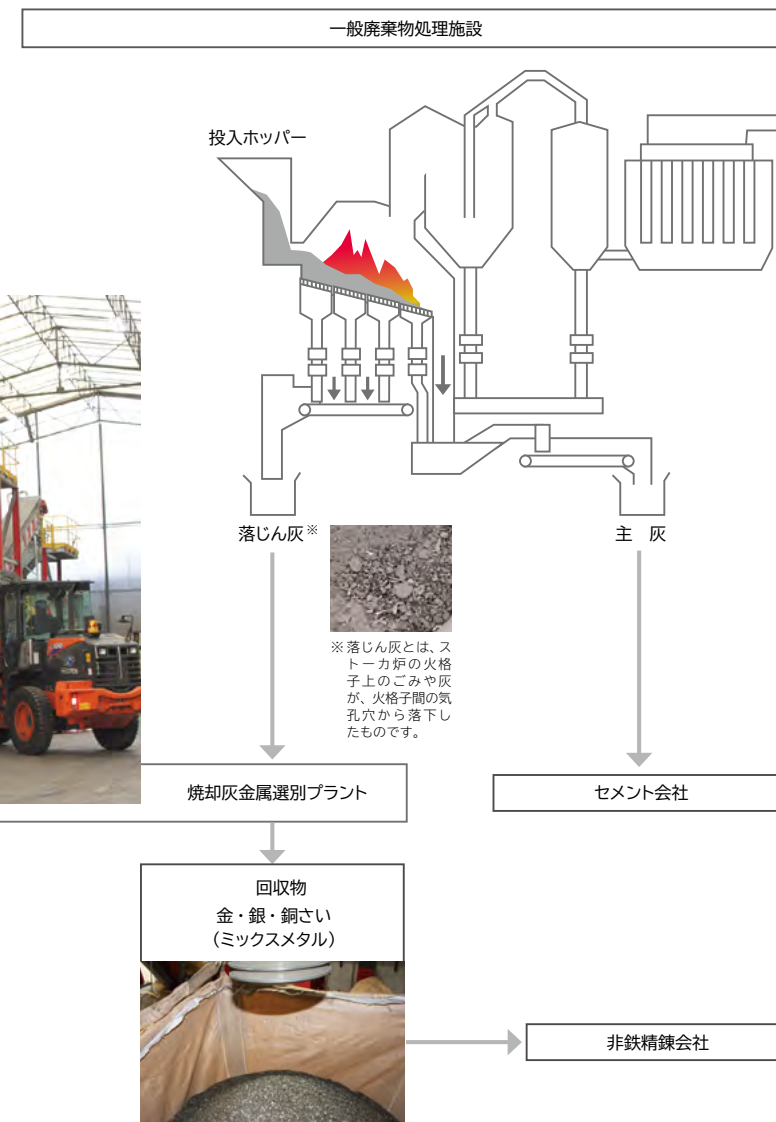 一般廃棄物処理施設
投入ホッパー
落じん灰※
主　灰
※落じん灰とは、ス
トーカ炉の火格
子上のごみや灰
が、火格子間の気
孔穴から落下し
たものです。
焼却灰金属選別プラント
セメント会社
回収物
金・銀・銅さい
（ミックスメタル）
非鉄精錬会社